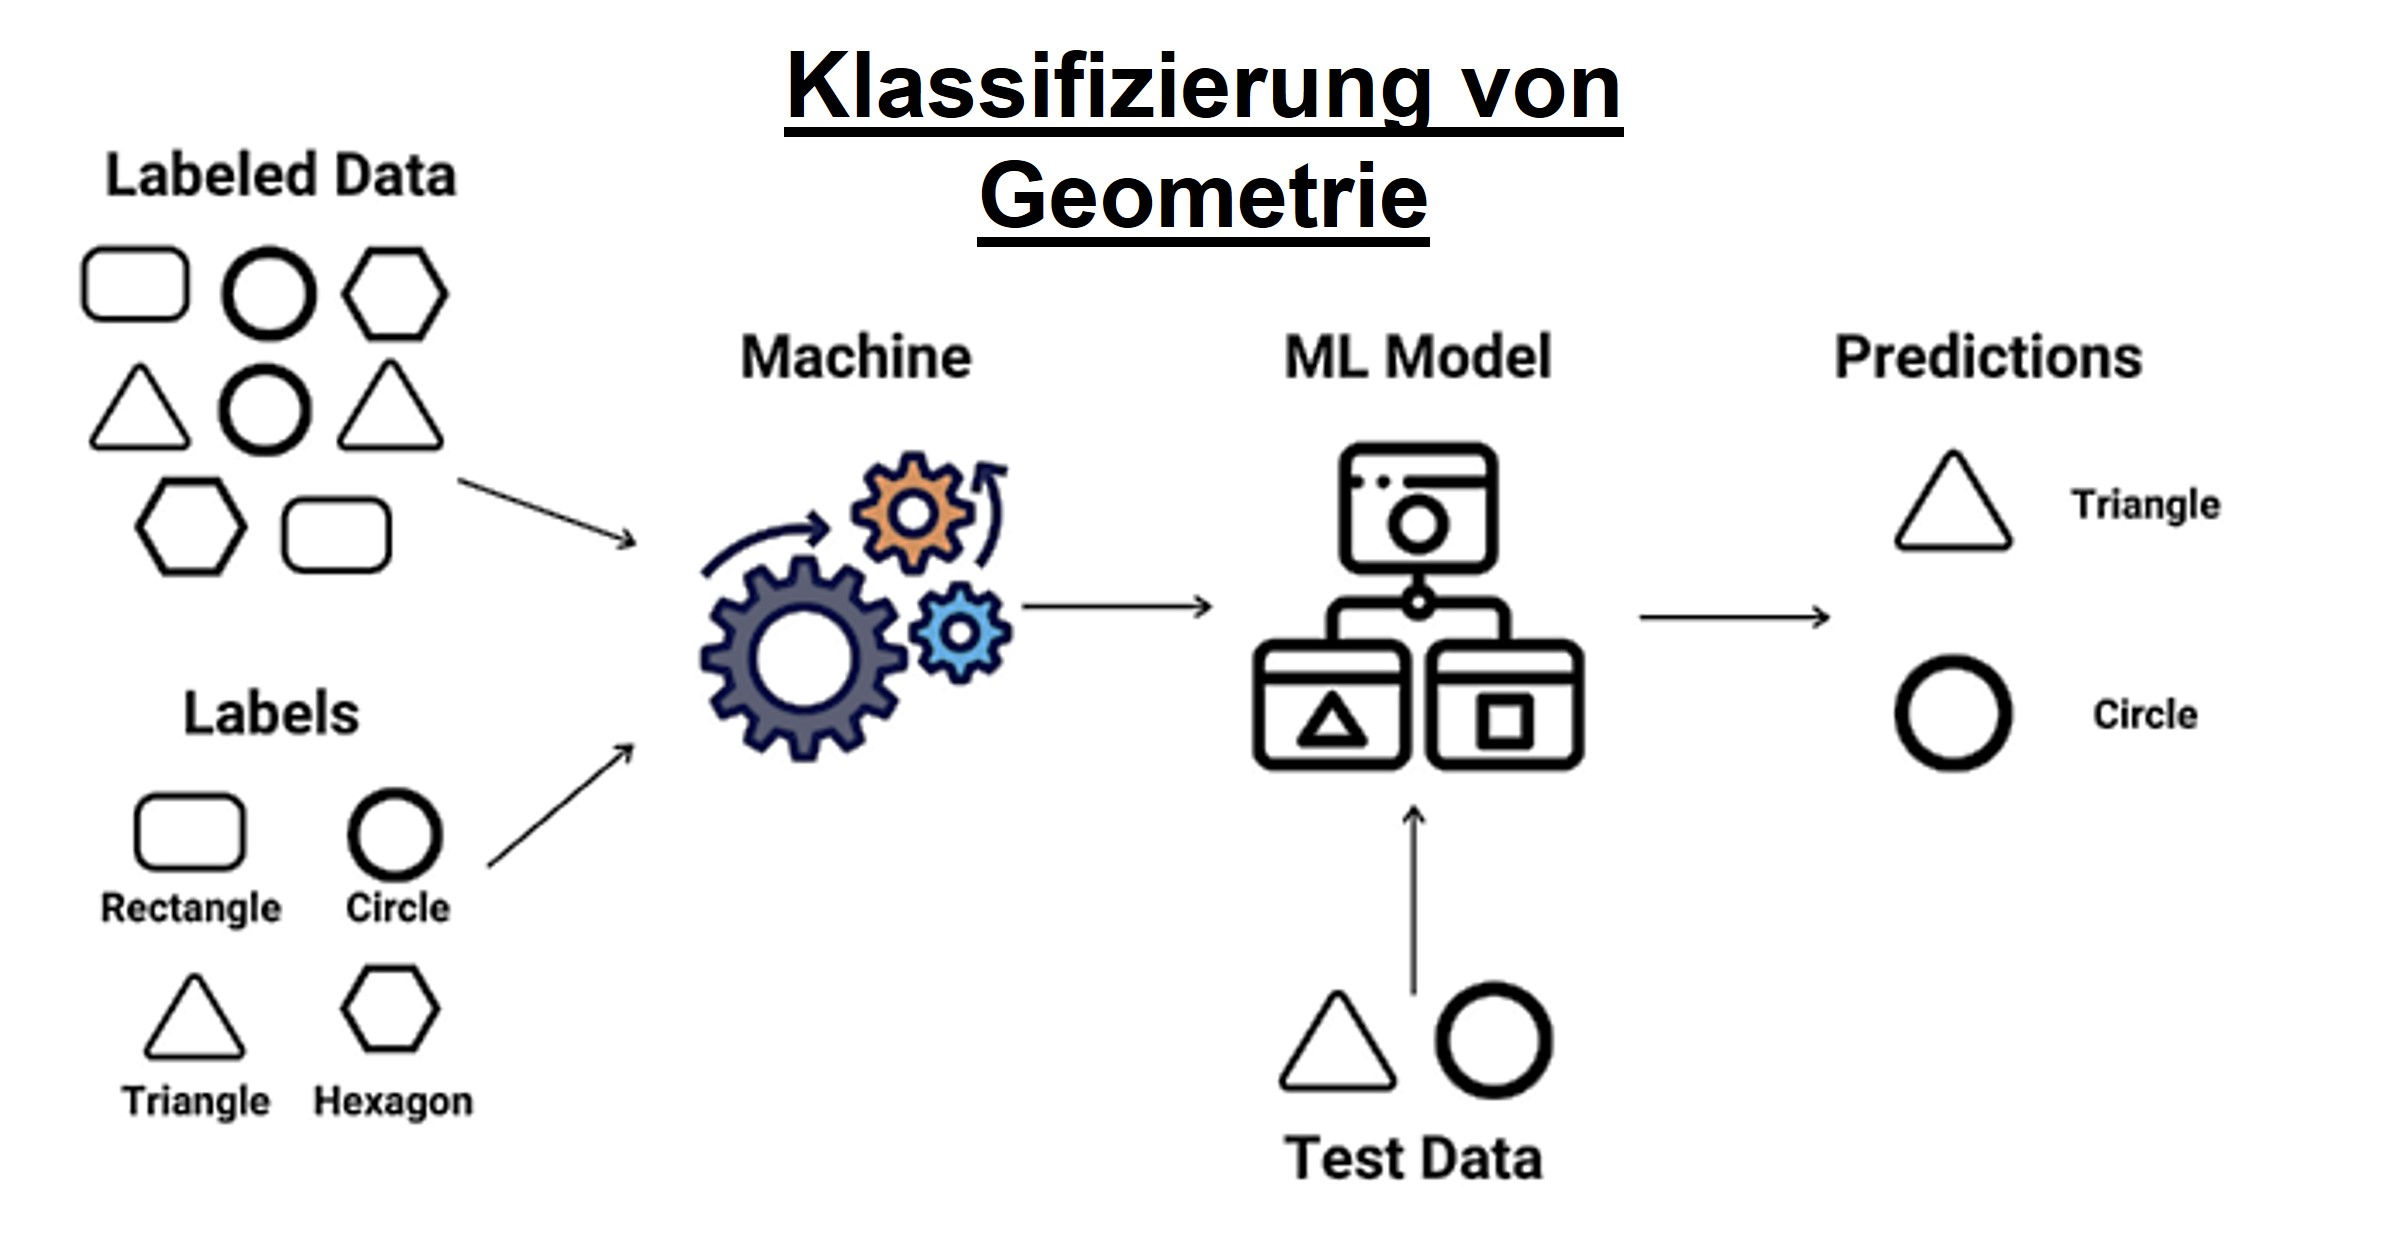 Klassifizierung von
Geometrie
Labeled Data
Machine
ML Model
Predictions
Triangle
Circle
Labels
Rectangle
Circle
Triangle
Hexagon
Test Data